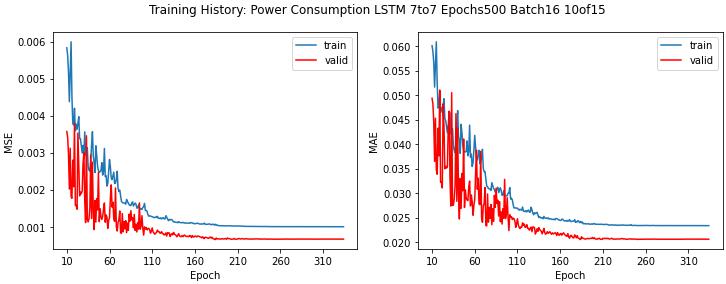 Training History: Power Consumption LSTM 7to7 Epochs500 Batch16 10of15
MSE
0.006
0.005
0.004
0.003
0.002
0.001
train
valid
10 60 110 160 210 260 310
Epoch
MAE
0.060
0.055
0.050
0.045
0.040
0.035
0.030
0.025
0.020
train
valid
10 60 110 160 210 260 310
Epoch